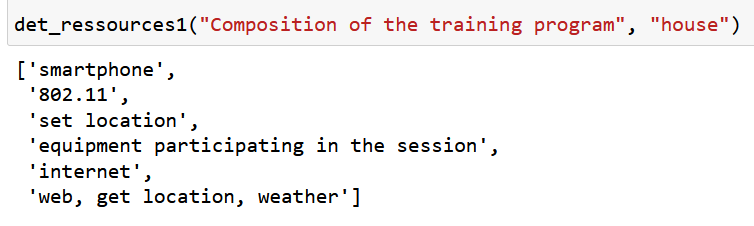 det_ressources1("Composition of the training program", "house")
['smartphone',
'802.11',
'set location',
'equipment participating in the session',
'internet',
'web, get location, weather']